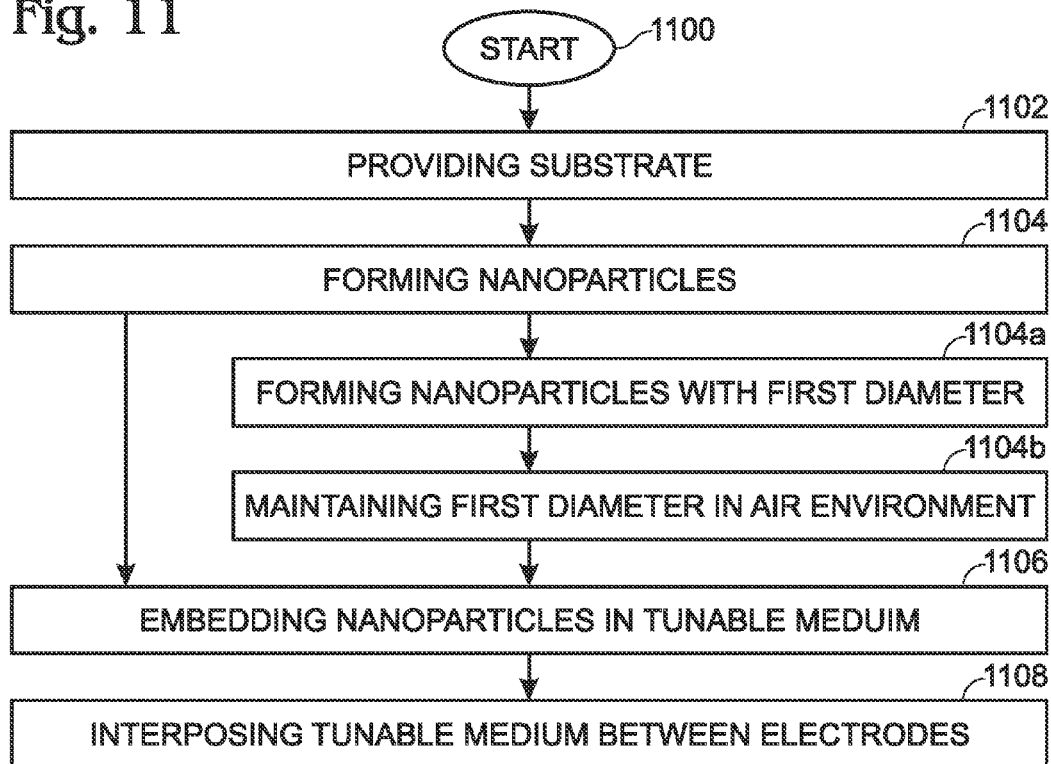 Fig. 11
START
1100
1102
PROVIDING SUBSTRATE
1104
FORMING NANOPARTICLES
1104a
FORMING NANOPARTICLES WITH FIRST DIAMETER
1104b
MAINTAINING FIRST DIAMETER IN AIR ENVIRONMENT
1106
EMBEDDING NANOPARTICLES IN TUNABLE MEDUIM
1108
INTERPOSING TUNABLE MEDIUM BETWEEN ELECTRODES